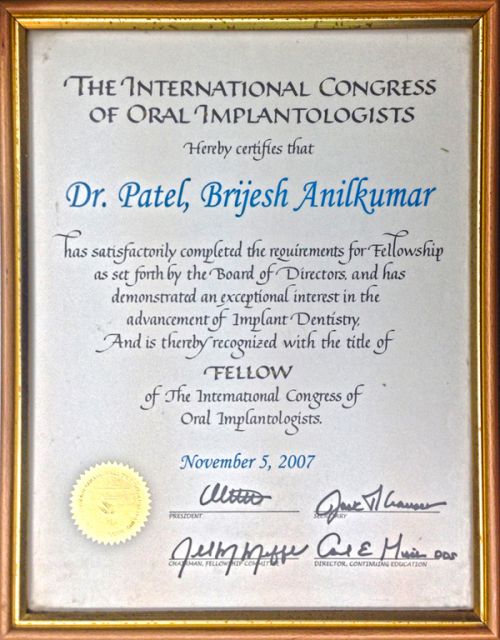 THE INTERNATIONAL CONGRESS
OF ORAL IMPLANTOLOGISTS
Hereby certifies that
Dr. Patel, Brijesh Anilkumar
has satisfactorily completed the requirements for Fellowship
as set forth by the Board of Directors, and has
demonstrated an exceptional interest in the
advancement of Implant Dentistry,
And is thereby recognized with the title of
FELLOW
of The International Congress of
Oral Implantologists.
November 5, 2007
PRESIDENT
SECRETARY
DDS
CHAIRMAN, FELLOWSHIP COMMITTEE
DIRECTOR, CONTINUING EDUCATION